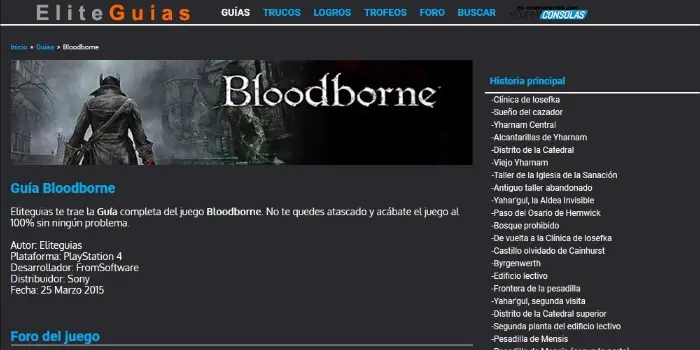 EliteGuias
GUÍAS TRUCOS LOGROS TROFEOS FORO BUSCAR
HOBBYCONSOLAS
Inicio » Guías » Bloodborne
Bloodborne
Guía Bloodborne
Eliteguias te trae la Guía completa del juego Bloodborne. No te quedes atascado y acábate el juego al
100% sin ningún problema.
Autor: Eliteguias
Plataforma: PlayStation 4
Desarrollador: FromSoftware
Distribuidor: Sony
Fecha: 25 Marzo 2015
Foro del juego
Historia principal
-Clínica de Iosefka
-Sueño del cazador
-Yharnam Central
-Alcantarillas de Yharnam
-Distrito de la Catedral
-Viejo Yharnam
-Taller de la Iglesia de la Sanación
-Antiguo taller abandonado
-Yahar'gul, la Aldea Invisible
-Paso del Osario de Hemwick
-Bosque prohibido
-De vuelta a la Clínica de Iosefka
-Castillo olvidado de Cainhurst
-Byrgenwerth
-Edificio lectivo
-Frontera de la pesadilla
-Yahar'gul, segunda visita
-Distrito de la Catedral superior
-Segunda planta del edificio lectivo
-Pesadilla de Mensis